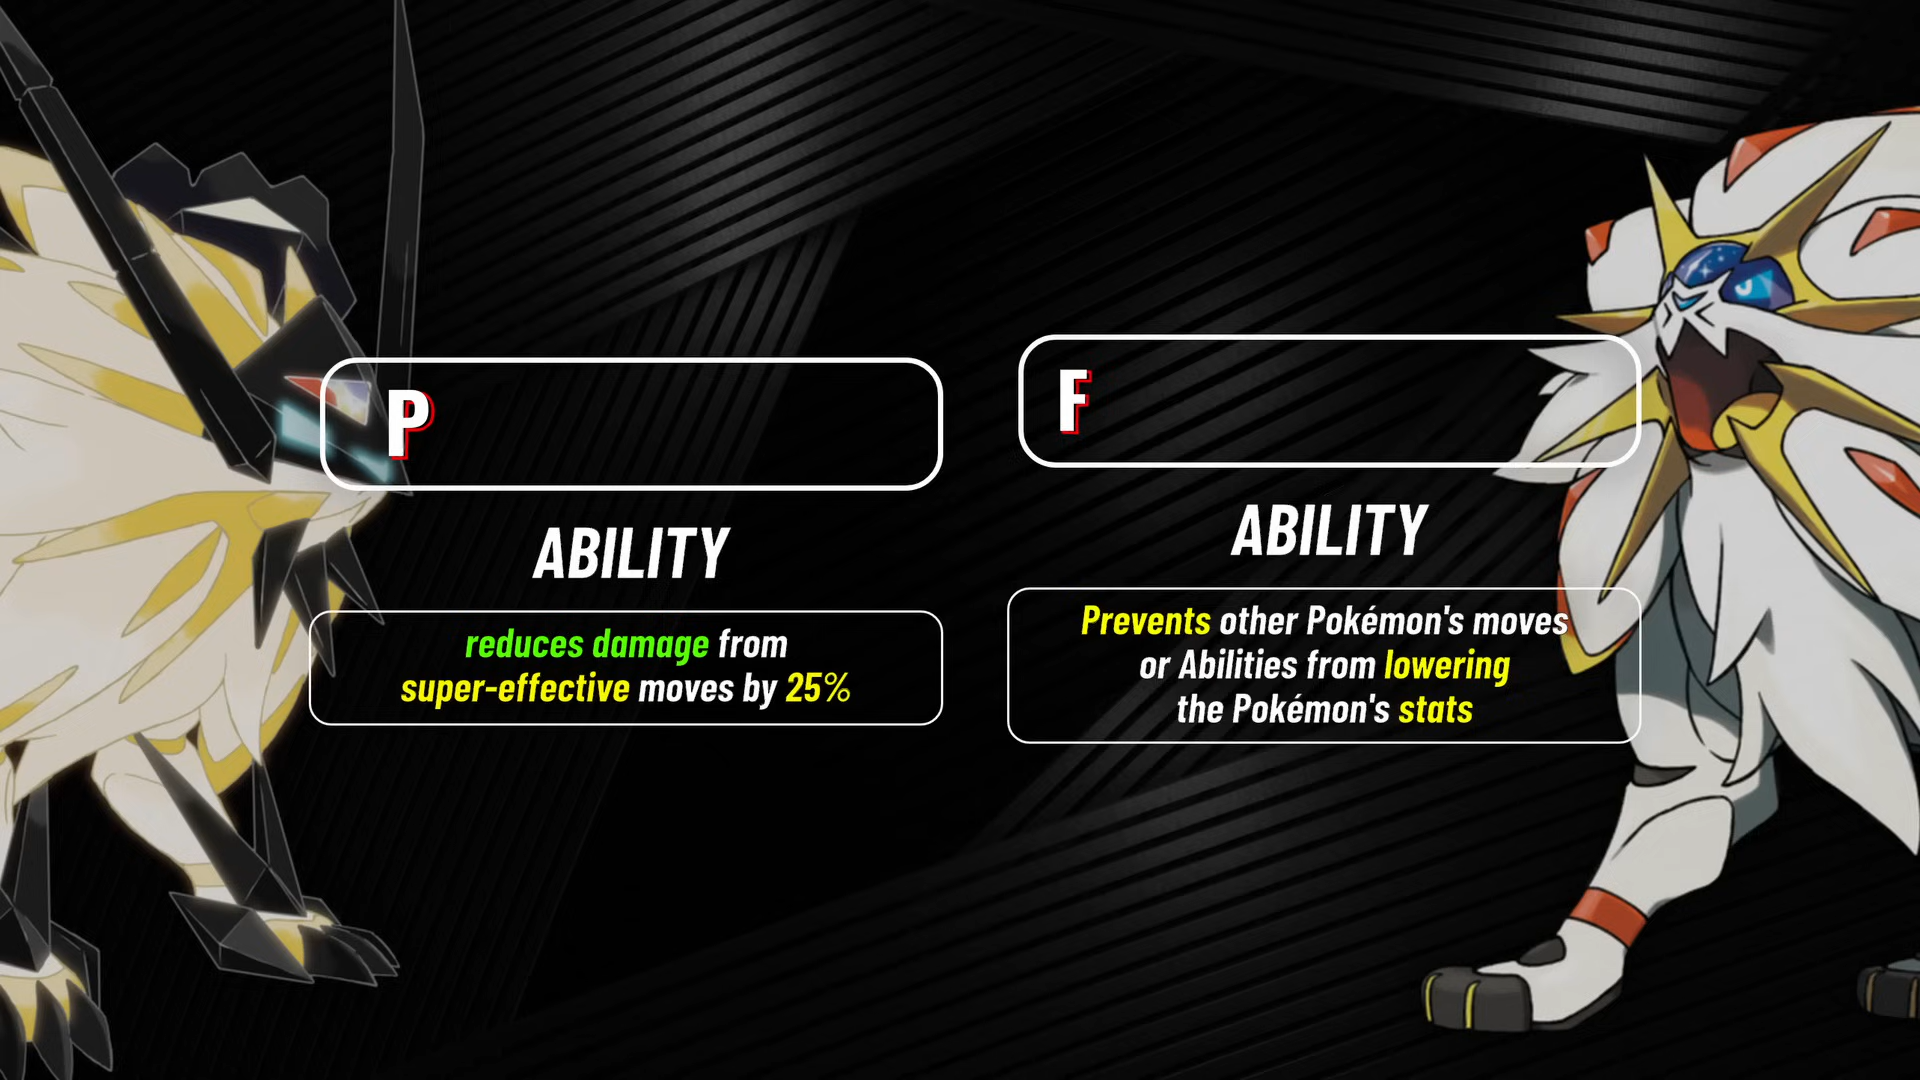 P
ABILITY
reduces damage from
super-effective moves by 25%
F
ABILITY
Prevents other Pokémon's moves
or Abilities from lowering
the Pokémon's stats